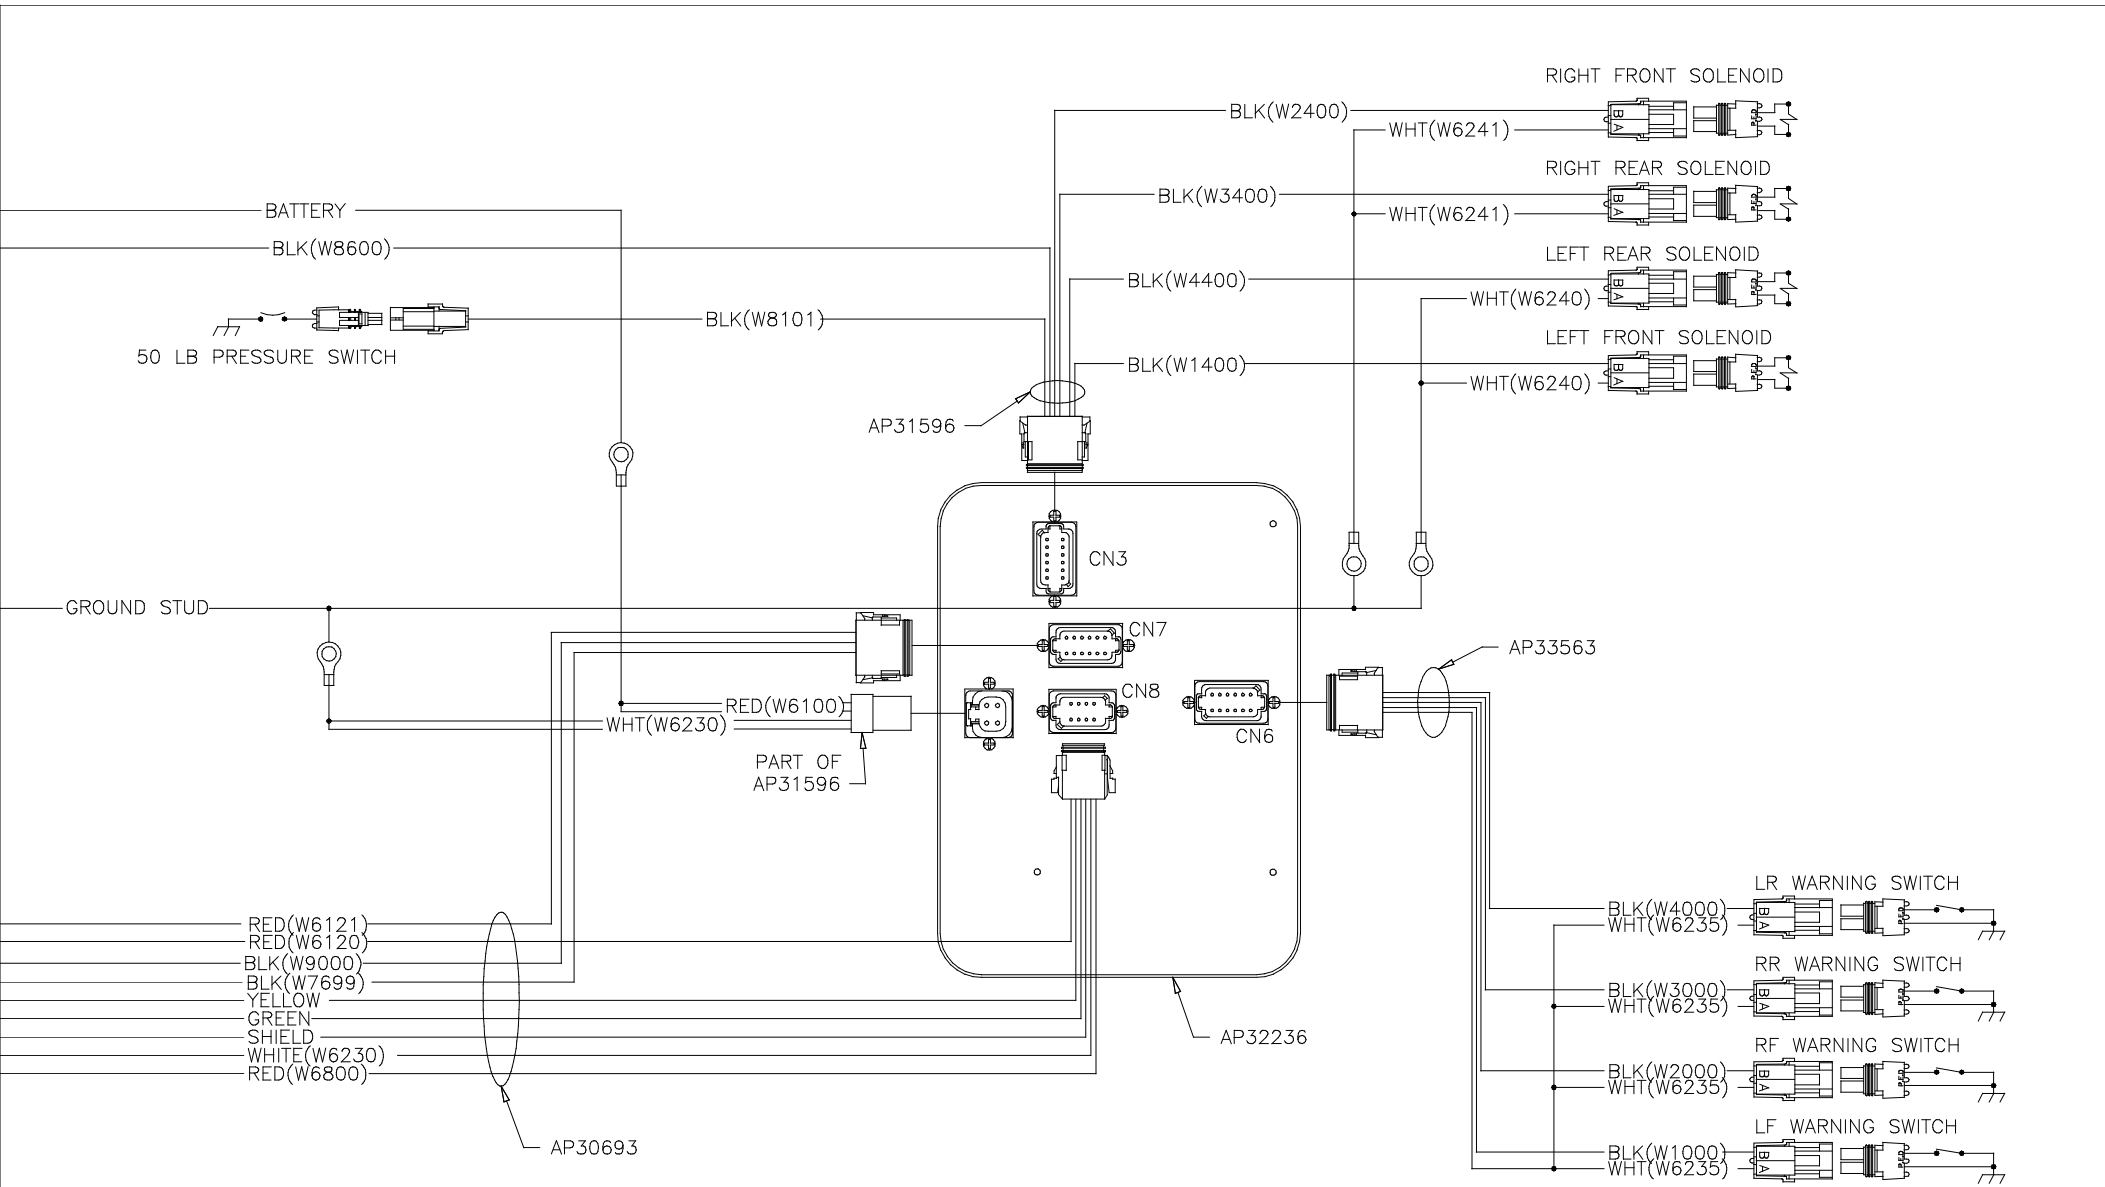 RIGHT FRONT SOLENOID
BLK(W2400)
WHT(W6241)
B
A
P.E.D.
RIGHT REAR SOLENOID
BLK(W3400)
WHT(W6241)
B
A
P.E.D.
BATTERY
BLK(W8600)
LEFT REAR SOLENOID
BLK(W4400)
WHT(W6240)
B
A
P.E.D.
BLK(W8101)
50 LB PRESSURE SWITCH
LEFT FRONT SOLENOID
BLK(W1400)
WHT(W6240)
B
A
P.E.D.
AP31596
CN3
GROUND STUD
CN7
AP33563
CN8
RED(W6100)
WHT(W6230)
CN6
PART OF
AP31596
LR WARNING SWITCH
BLK(W4000)
WHT(W6235)
B
A
P.E.D.
RED(W6121)
RED(W6120)
BLK(W9000)
BLK(W7699)
YELLOW
GREEN
SHIELD
WHITE(W6230)
RED(W6800)
RR WARNING SWITCH
BLK(W3000)
WHT(W6235)
B
A
P.E.D.
AP32236
RF WARNING SWITCH
BLK(W2000)
WHT(W6235)
B
A
P.E.D.
AP30693
LF WARNING SWITCH
BLK(W1000)
WHT(W6235)
B
A
P.E.D.